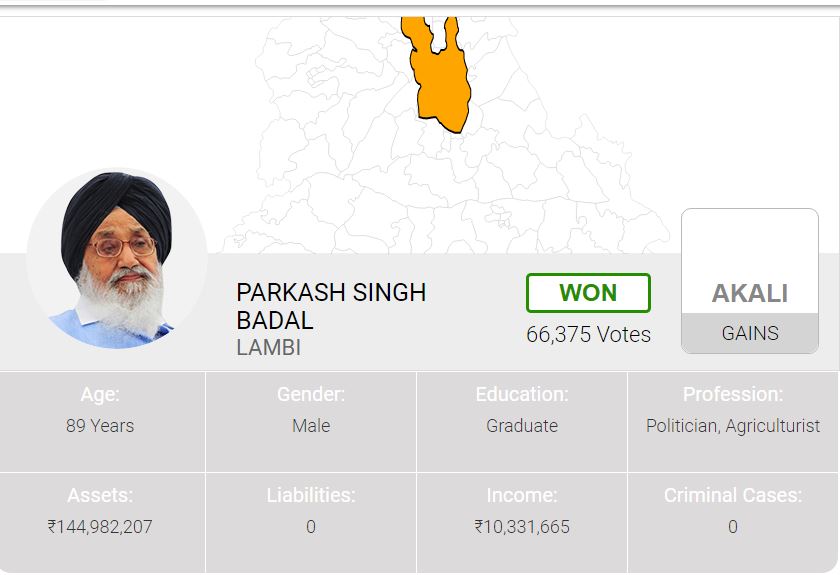 PARKASH SINGH
BADAL
LAMBI
WON
66,375 Votes
AKALI
GAINS
Age:
89 Years
Gender:
Male
Education:
Graduate
Profession:
Politician, Agriculturist
Assets:
₹144,982,207
Liabilities:
0
Income:
₹10,331,665
Criminal Cases:
0